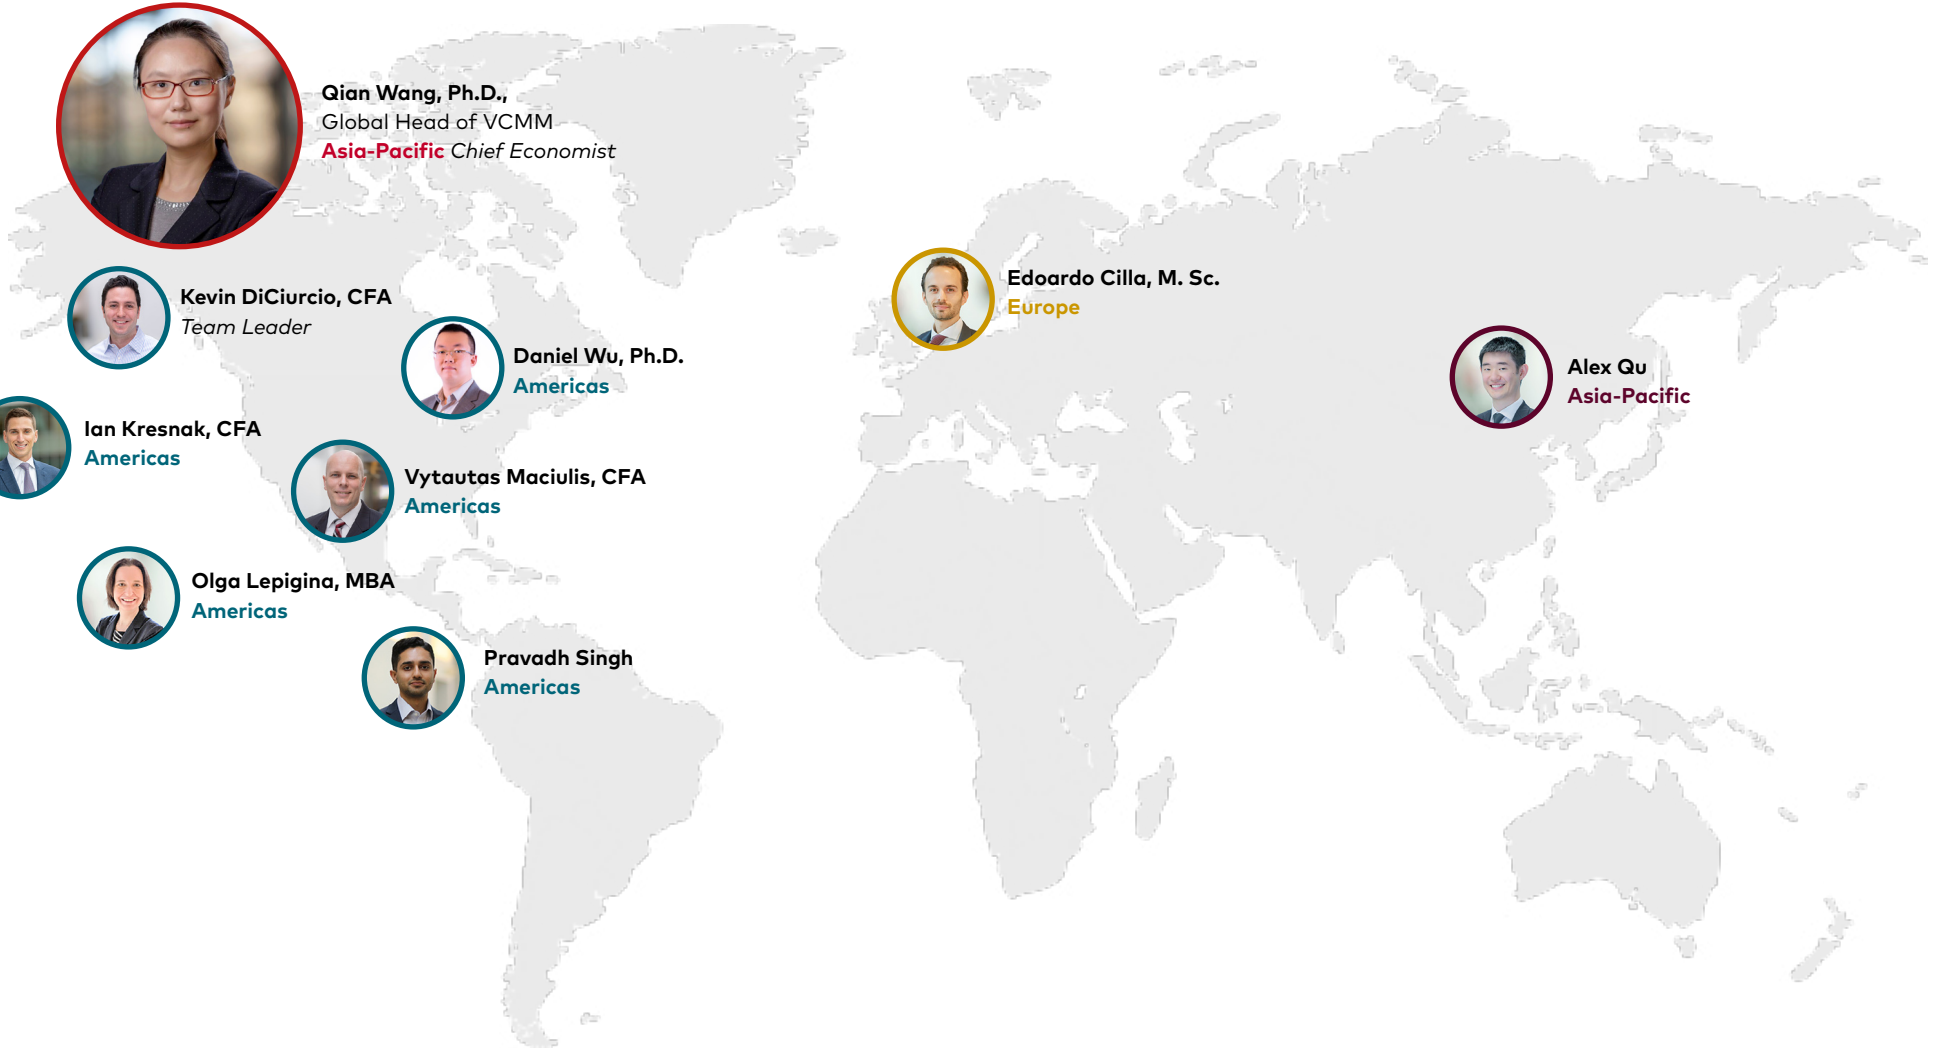 Qian Wang, Ph.D.,
Global Head of VCMM
Asia-Pacific Chief Economist
Kevin DiCiurcio, CFA
Team Leader
Daniel Wu, Ph.D.
Americas
Ian Kresnak, CFA
Americas
Vytautas Maciulis, CFA
Americas
Olga Lepigina, MBA
Americas
Pravadh Singh
Americas
Edoardo Cilla, M. Sc.
Europe
Alex Qu
Asia-Pacific